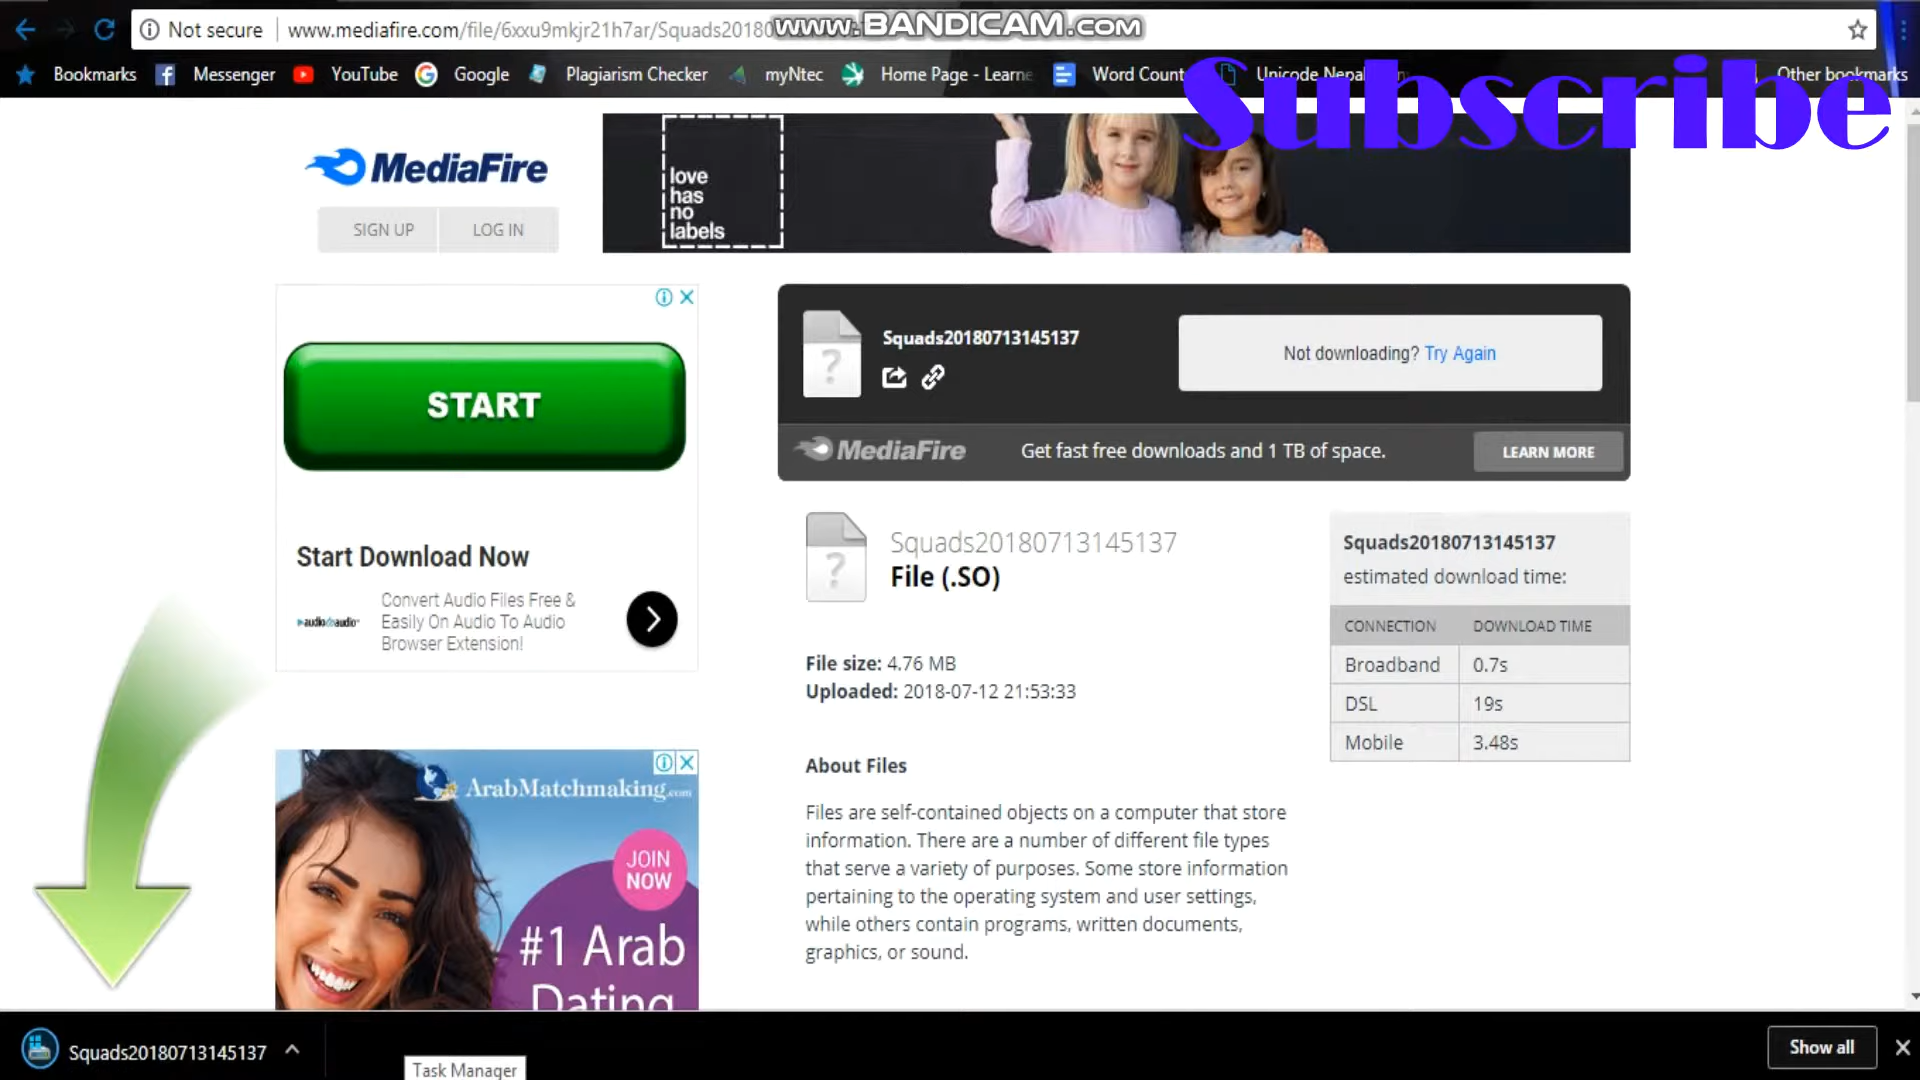 Not secure
www.mediafire.com/file/6xxu9mkjr21h7ar/Squads20180
www.BANDICAM.com
Bookmarks
Messenger
YouTube
Google
Plagiarism Checker
myNtec
Home Page - Learne
Word Count
Unicode Nepal
Other bookmarks
Subscribe
MediaFire
SIGN UP
LOG IN
love
has
no
labels
START
Start Download Now
audiotoaudio
Convert Audio Files Free &
Easily On Audio To Audio
Browser Extension!
Squads20180713145137
Not downloading? Try Again
MediaFire
Get fast free downloads and 1 TB of space.
LEARN MORE
Squads20180713145137
File (.SO)
File size: 4.76 MB
Uploaded: 2018-07-12 21:53:33
About Files
Files are self-contained objects on a computer that store
information. There are a number of different file types
that serve a variety of purposes. Some store information
pertaining to the operating system and user settings,
while others contain programs, written documents,
graphics, or sound.
Squads20180713145137
estimated download time:
CONNECTION DOWNLOAD TIME
Broadband 0.7s
DSL 19s
Mobile 3.48s
ArabMatchmaking.com
JOIN
NOW
#1 Arab
Dating
Squads20180713145137
Task Manager
Show all